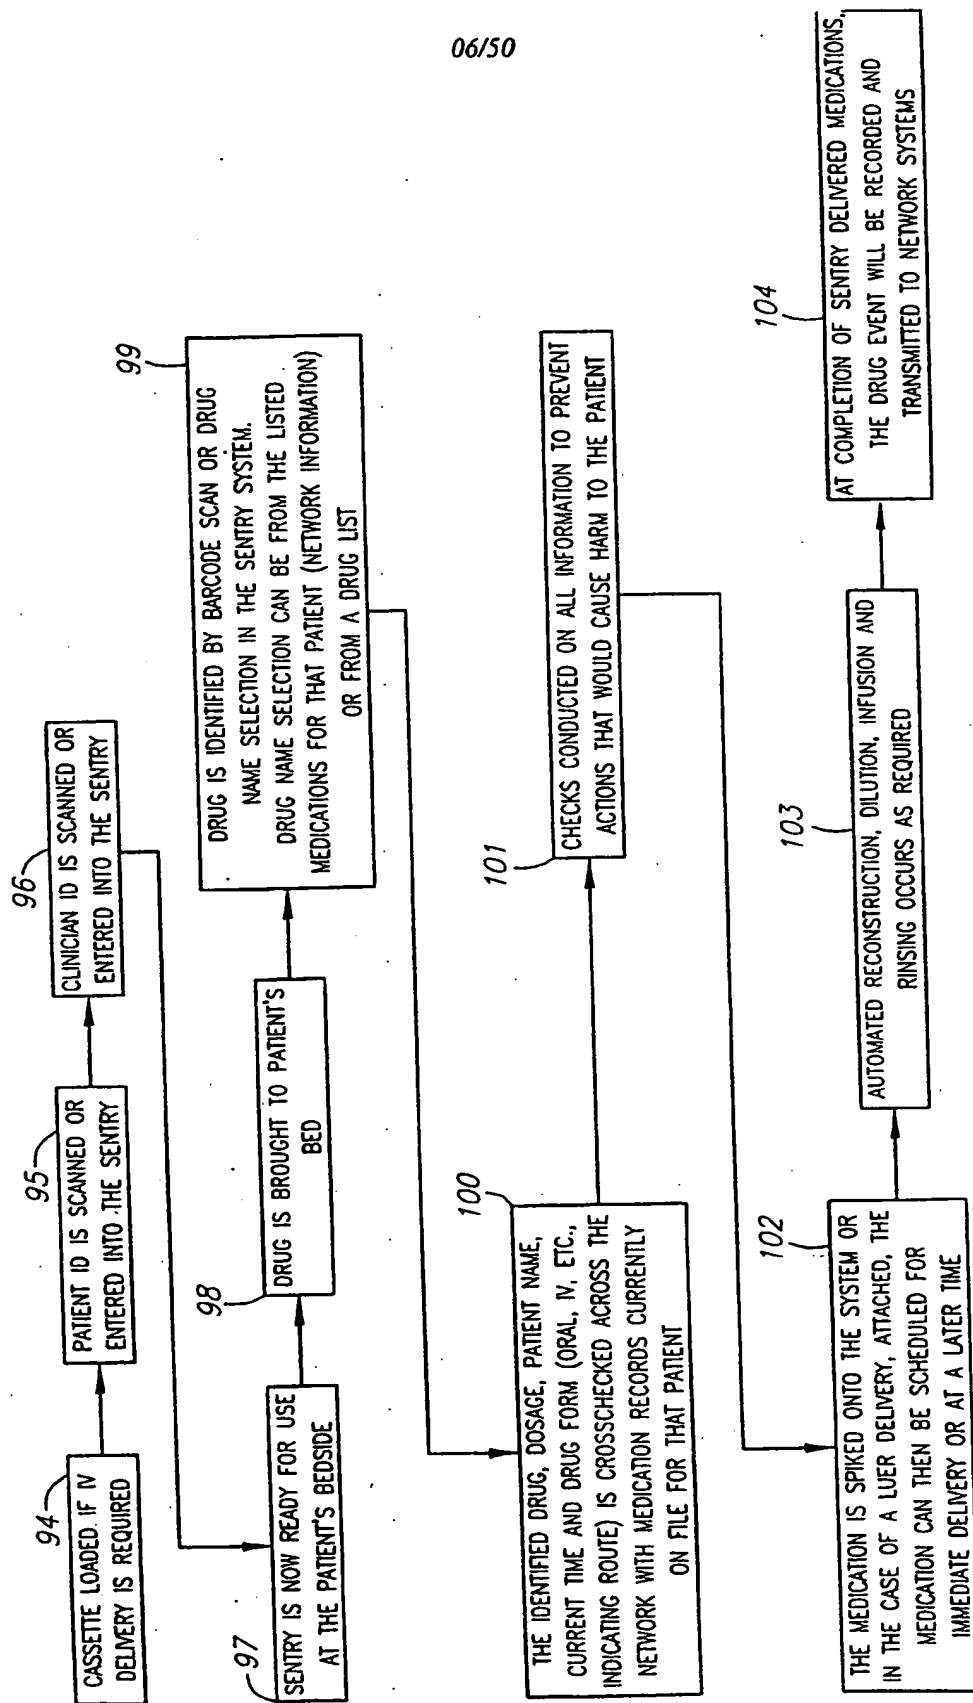 06/50
94
CASSETTE LOADED. IF IV
DELIVERY IS REQUIRED
95
PATIENT ID IS SCANNED OR
ENTERED INTO THE SENTRY
96
CLINICIAN ID IS SCANNED OR
ENTERED INTO THE SENTRY
97
SENTRY IS NOW READY FOR USE
AT THE PATIENT'S BEDSIDE
98
DRUG IS BROUGHT TO PATIENT'S
BED
99
DRUG IS IDENTIFIED BY BARCODE SCAN OR DRUG
NAME SELECTION IN THE SENTRY SYSTEM.
DRUG NAME SELECTION CAN BE FROM THE LISTED
MEDICATIONS FOR THAT PATIENT (NETWORK INFORMATION)
OR FROM A DRUG LIST
100
THE IDENTIFIED DRUG, DOSAGE, PATIENT NAME,
CURRENT TIME AND DRUG FORM (ORAL, IV, ETC.,
INDICATING ROUTE) IS CROSSCHECKED ACROSS THE
NETWORK WITH MEDICATION RECORDS CURRENTLY
ON FILE FOR THAT PATIENT
101
CHECKS CONDUCTED ON ALL INFORMATION TO PREVENT
ACTIONS THAT WOULD CAUSE HARM TO THE PATIENT
102
THE MEDICATION IS SPIKED ONTO THE SYSTEM OR
IN THE CASE OF A LUER DELIVERY, ATTACHED, THE
MEDICATION CAN THEN BE SCHEDULED FOR
IMMEDIATE DELIVERY OR AT A LATER TIME
103
AUTOMATED RECONSTRUCTION, DILUTION, INFUSION AND
RINSING OCCURS AS REQUIRED
104
AT COMPLETION OF SENTRY DELIVERED MEDICATIONS,
THE DRUG EVENT WILL BE RECORDED AND
TRANSMITTED TO NETWORK SYSTEMS